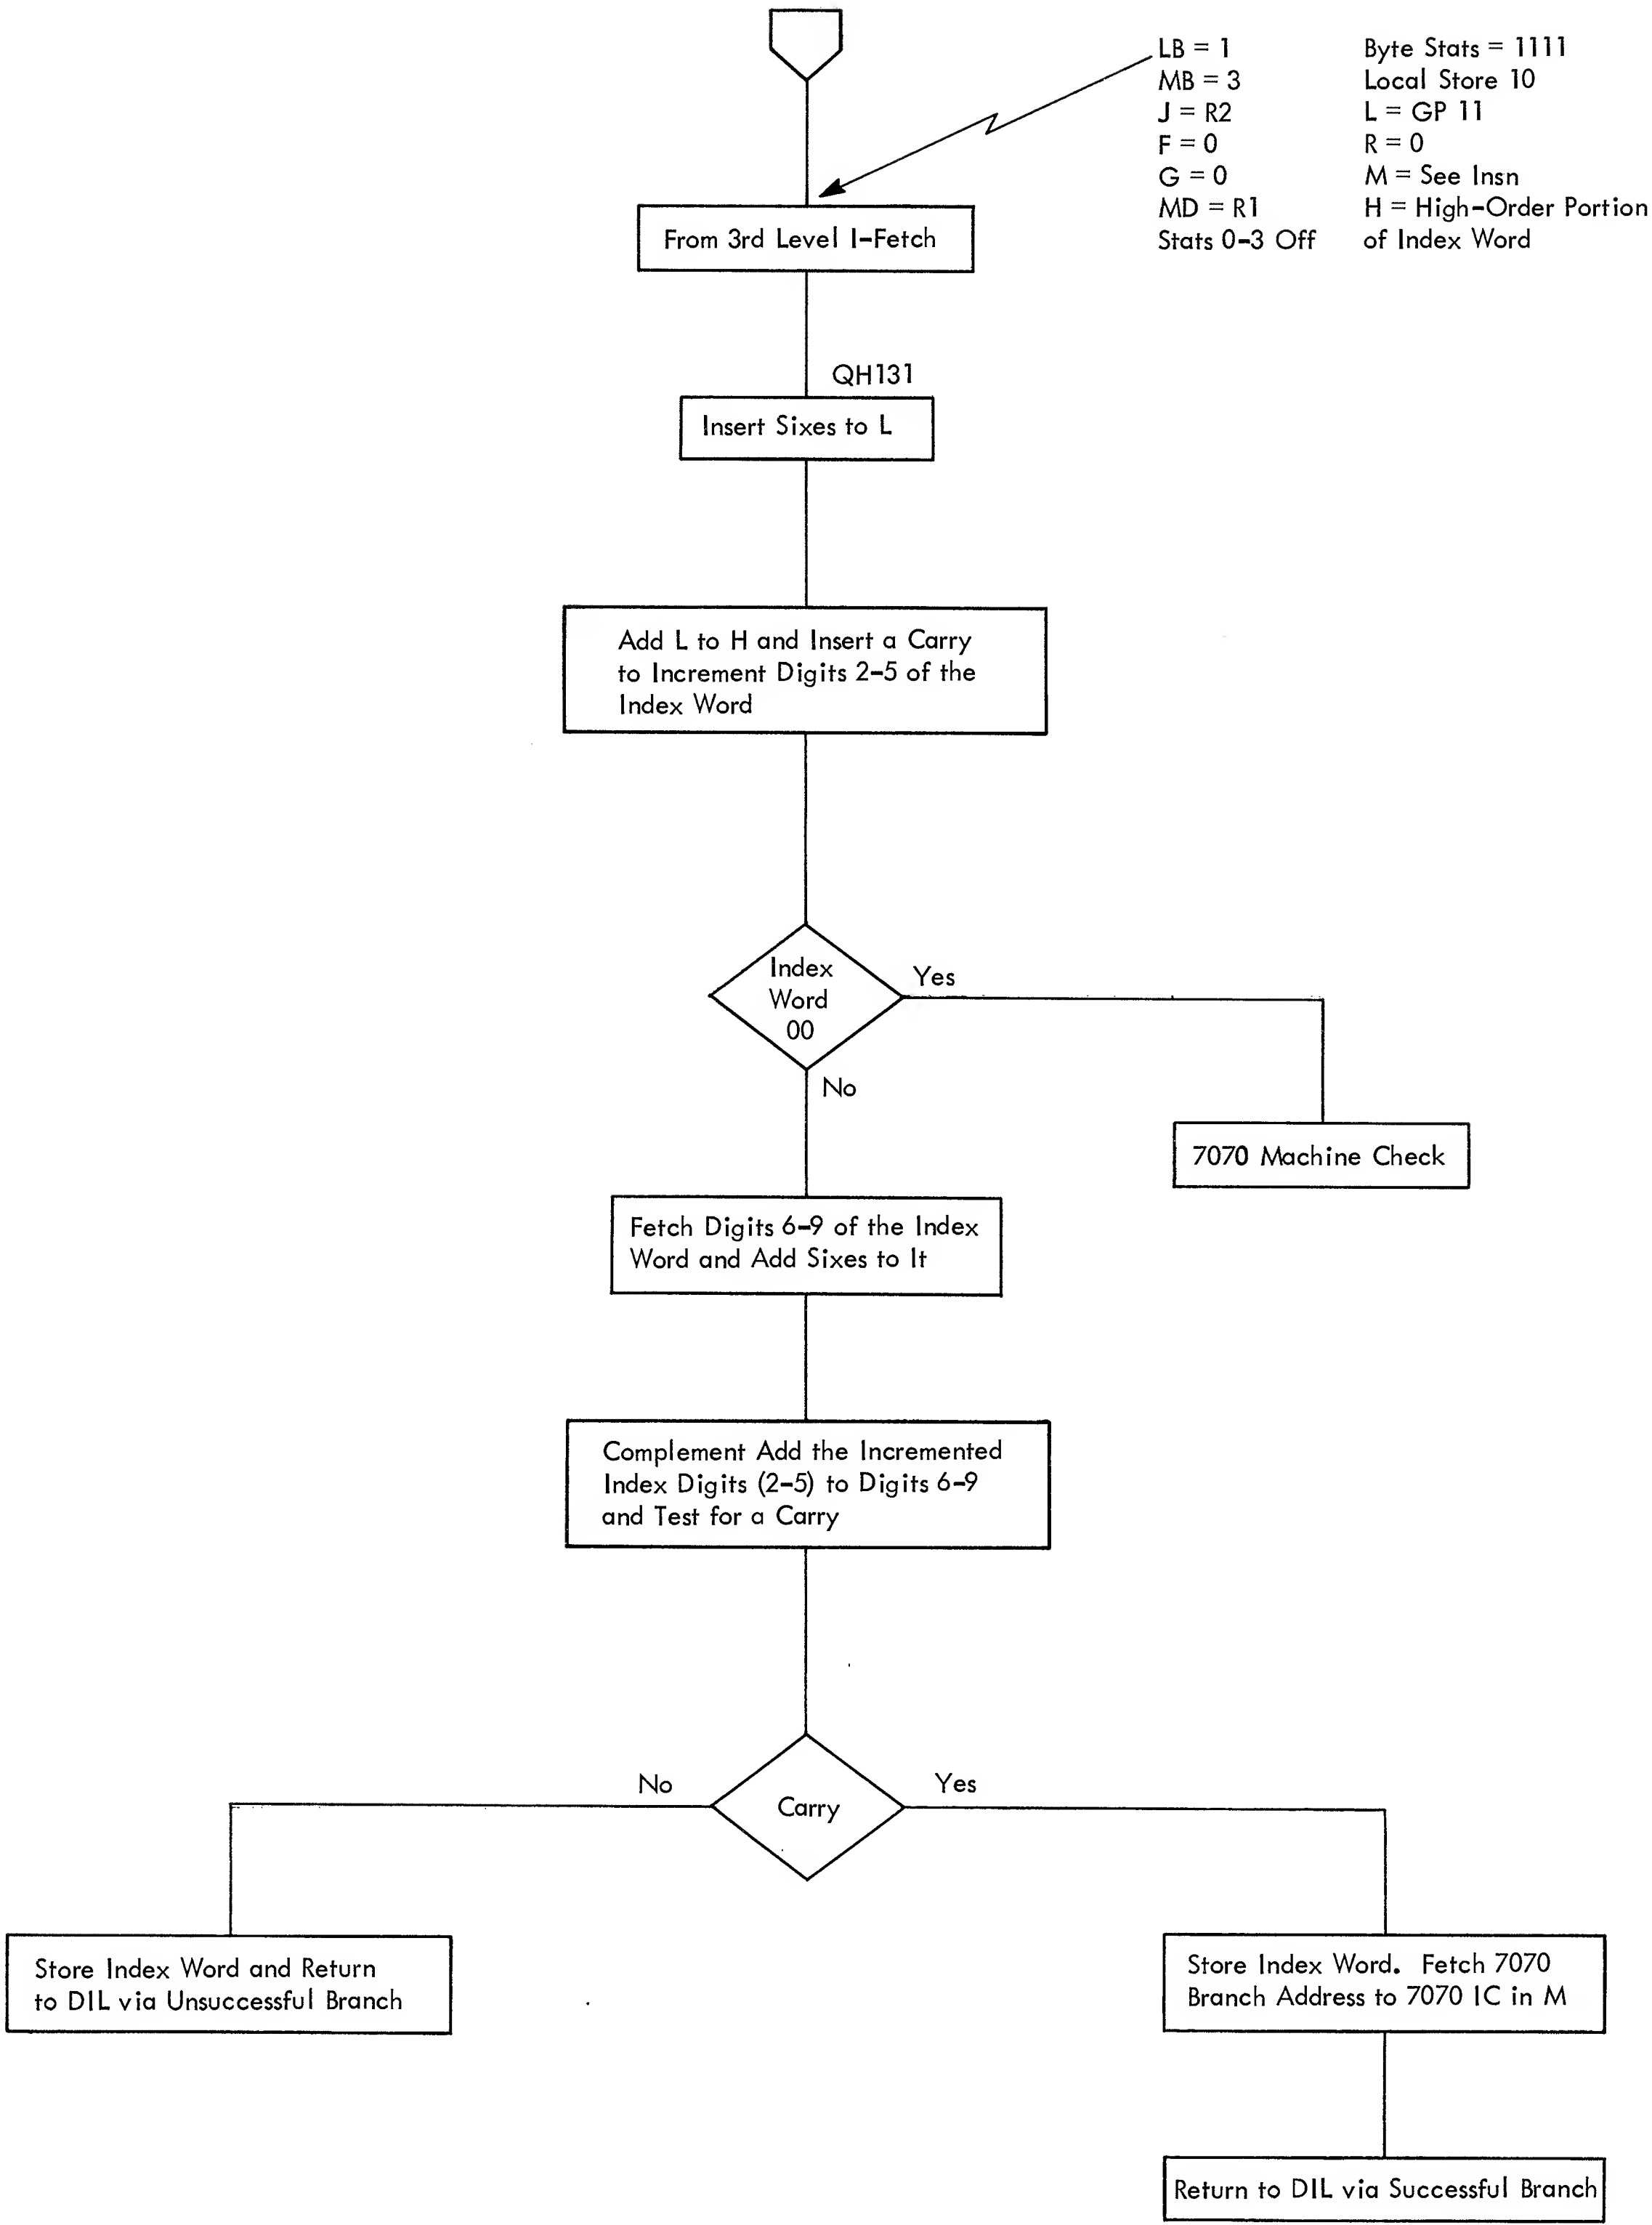 LB = 1
MB = 3
J = R2
F = 0
G = 0
MD = R1
Stats 0-3 Off
Byte Stats = 1111
Local Store 10
L = GP 11
R = 0
M = See Insn
H = High-Order Portion
of Index Word
From 3rd Level I-Fetch
QH131
Insert Sixes to L
Add L to H and Insert a Carry
to Increment Digits 2-5 of the
Index Word
Index
Word
00
Yes
No
7070 Machine Check
Fetch Digits 6-9 of the Index
Word and Add Sixes to It
Complement Add the Incremented
Index Digits (2-5) to Digits 6-9
and Test for a Carry
No
Carry
Yes
Store Index Word and Return
to DIL via Unsuccessful Branch
Store Index Word. Fetch 7070
Branch Address to 7070 IC in M
Return to DIL via Successful Branch